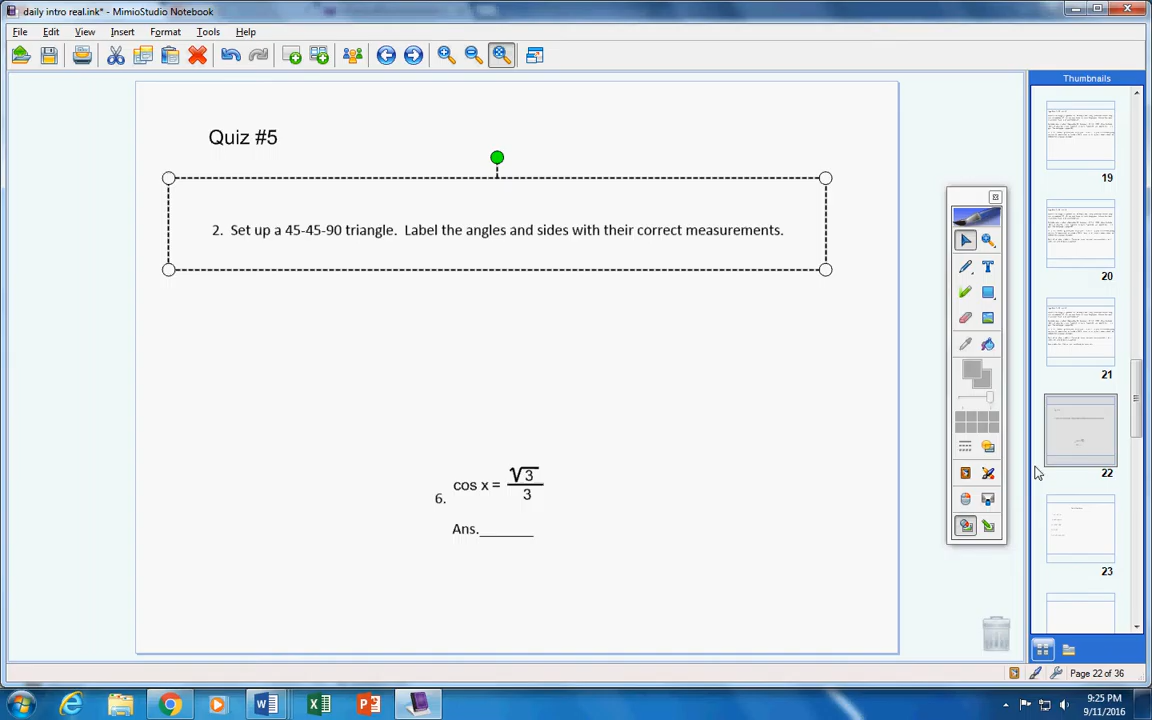 daily intro real.ink* - MimioStudio Notebook
File Edit View Insert Format Tools Help
Thumbnails
Quiz #5
2. Set up a 45-45-90 triangle. Label the angles and sides with their correct measurements.
6. cos x = √3/3
Ans.______
19
20
21
22
23
Page 22 of 36
9:25 PM
9/11/2016